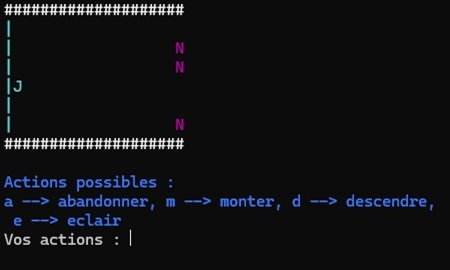 ####################
|
| N
| N
|J
|
| N
####################
Actions possibles :
a --> abandonner, m --> monter, d --> descendre,
e --> eclair
Vos actions :